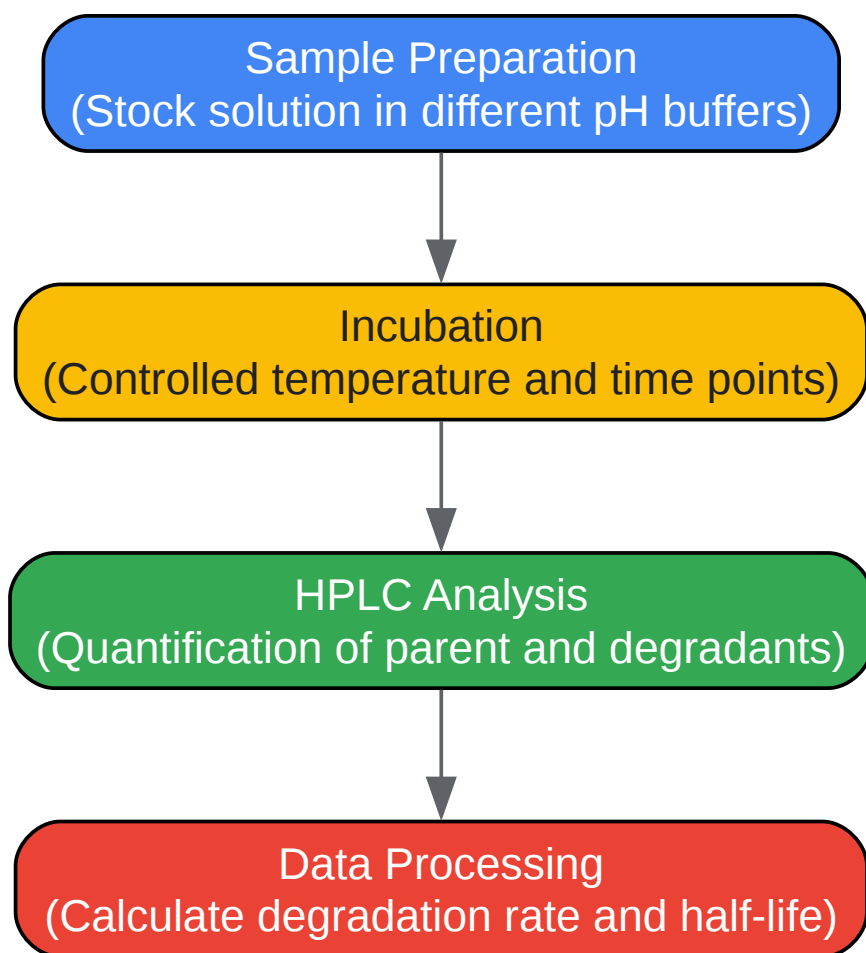 Sample Preparation
(Stock solution in different pH buffers)
Incubation
(Controlled temperature and time points)
HPLC Analysis
(Quantification of parent and degradants)
Data Processing
(Calculate degradation rate and half-life)